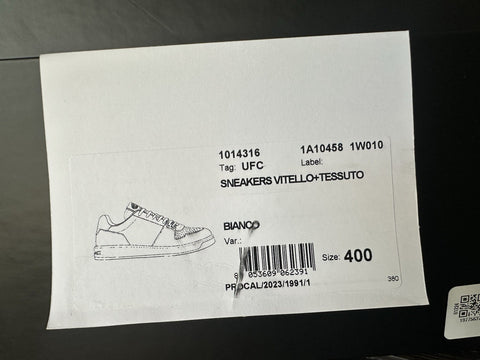 1014316 1A10458 1W010
Tag: UFC Label:
SNEAKERS VITELLO+TESSUTO
BIANCO
Var.:
Size: 400
8 053609 062391
PROCAL/2023/1991/1
380